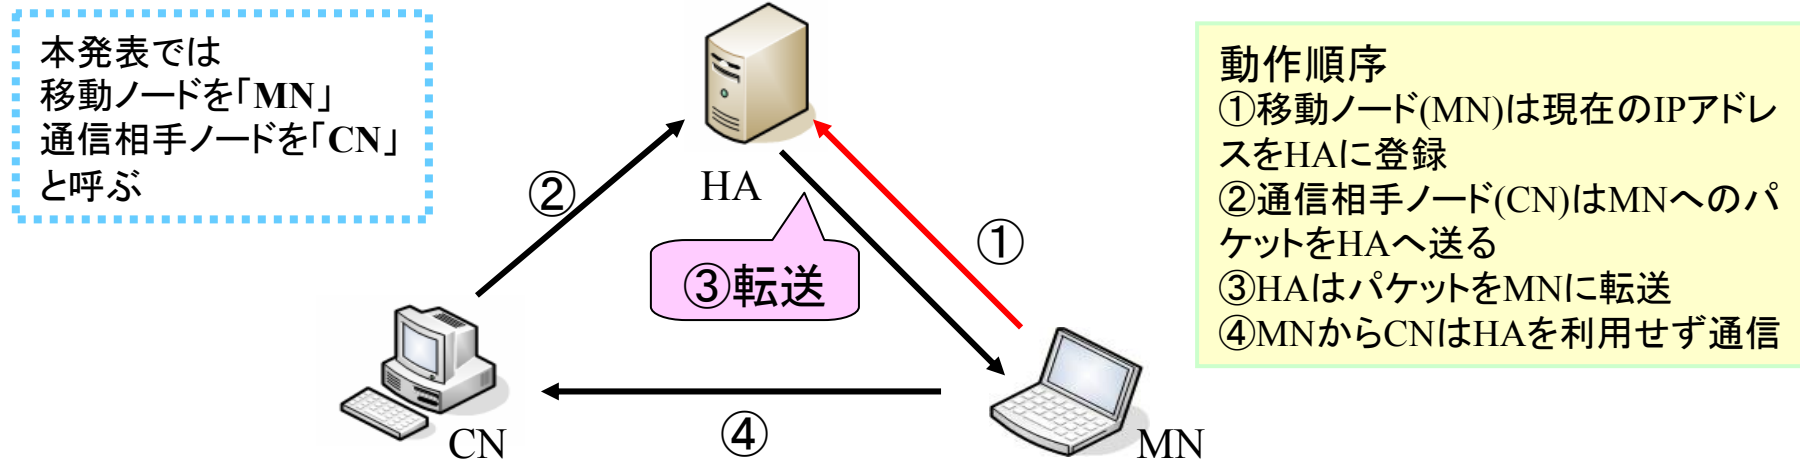 本発表では
移動ノードを「MN」
通信相手ノードを「CN」
と呼ぶ
HA
②
①
③転送
④
CN
MN
動作順序
①移動ノード(MN)は現在のIPアドレ
スをHAに登録
②通信相手ノード(CN)はMNへのパ
ケットをHAへ送る
③HAはパケットをMNに転送
④MNからCNはHAを利用せず通信